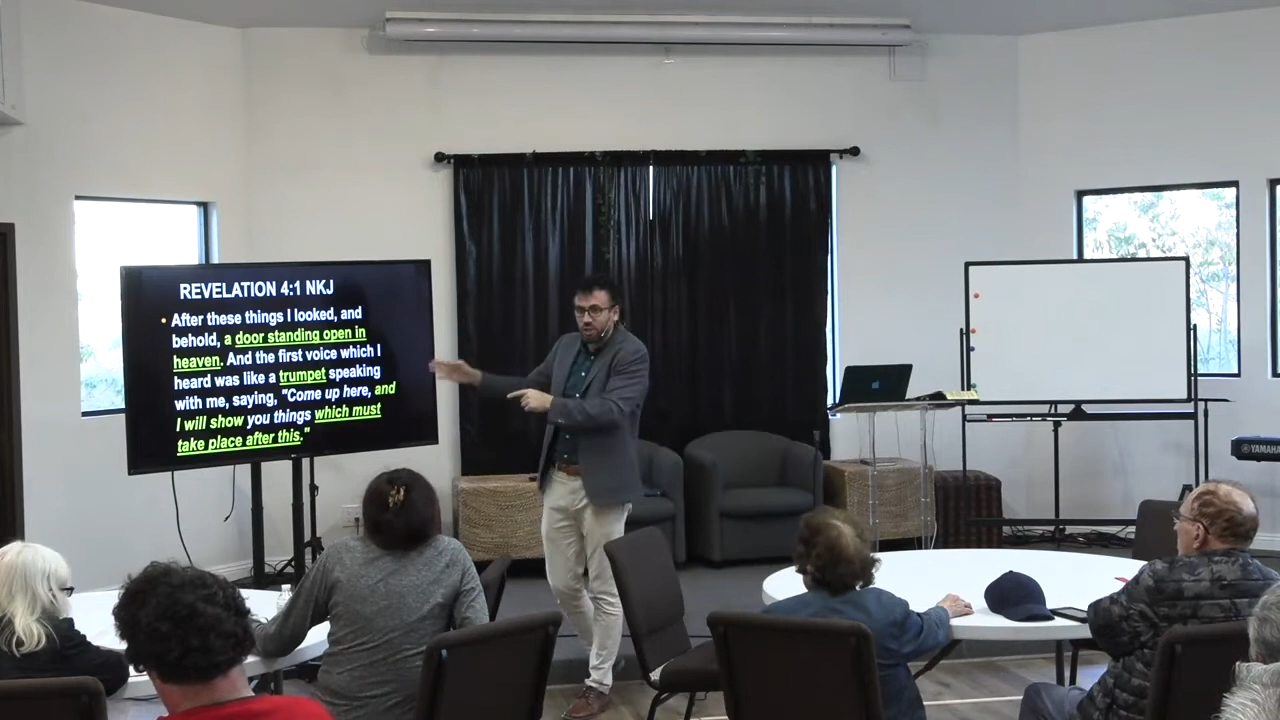 REVELATION 4:1 NKJ
• After these things I looked, and
behold, a door standing open in
heaven. And the first voice which I
heard was like a trumpet speaking
with me, saying, "Come up here, and
I will show you things which must
take place after this."
YAMAHA